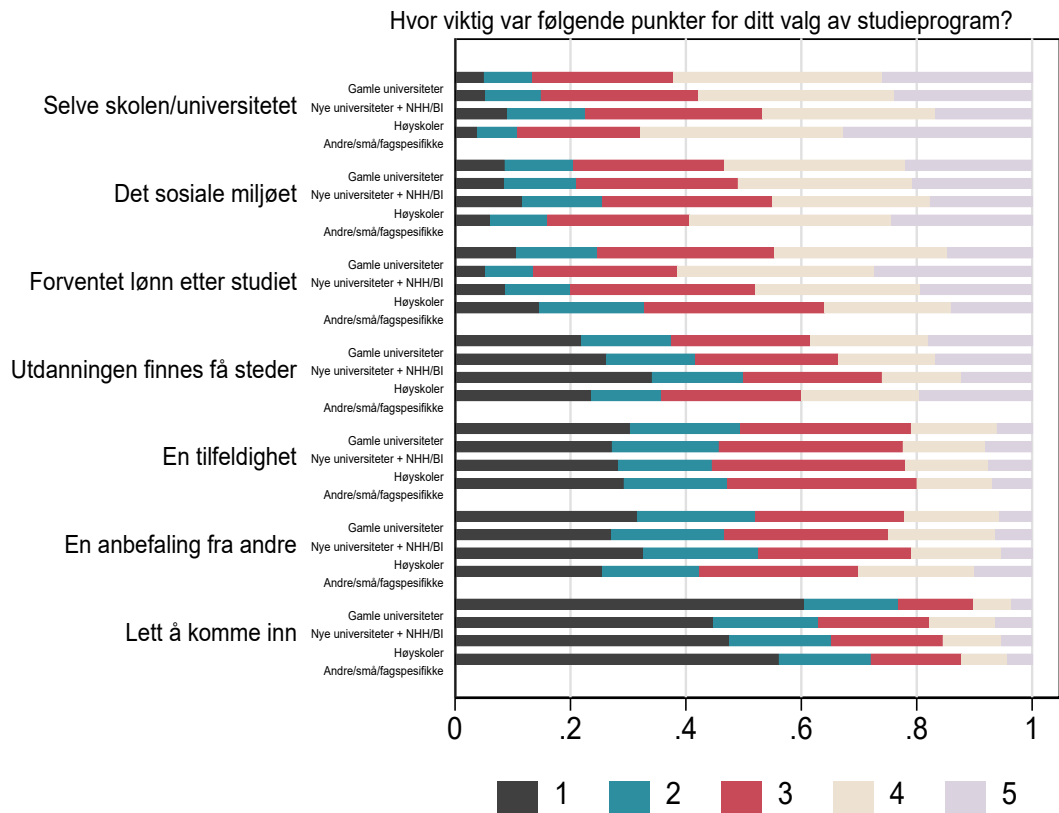 Hvor viktig var følgende punkter for ditt valg av studieprogram?
Selve skolen/universitetet
Gamle universiteter
Nye universiteter + NHH/BI
Høyskoler
Andre/små/fagspesifikke
Det sosiale miljøet
Gamle universiteter
Nye universiteter + NHH/BI
Høyskoler
Andre/små/fagspesifikke
Forventet lønn etter studiet
Gamle universiteter
Nye universiteter + NHH/BI
Høyskoler
Andre/små/fagspesifikke
Utdanningen finnes få steder
Gamle universiteter
Nye universiteter + NHH/BI
Høyskoler
Andre/små/fagspesifikke
En tilfeldighet
Gamle universiteter
Nye universiteter + NHH/BI
Høyskoler
Andre/små/fagspesifikke
En anbefaling fra andre
Gamle universiteter
Nye universiteter + NHH/BI
Høyskoler
Andre/små/fagspesifikke
Lett å komme inn
Gamle universiteter
Nye universiteter + NHH/BI
Høyskoler
Andre/små/fagspesifikke
0 .2 .4 .6 .8 1
1 2 3 4 5